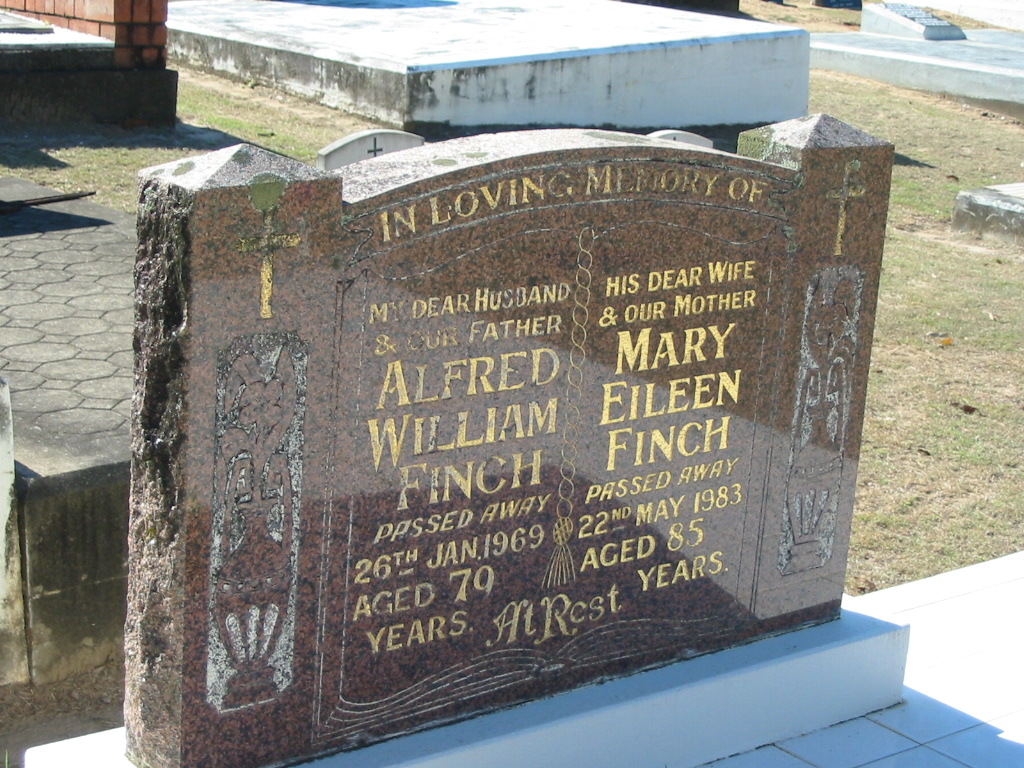 IN LOVING MEMORY OF
MY DEAR HUSBAND
& OUR FATHER
ALFRED
WILLIAM
FINCH
PASSED AWAY
26TH JAN. 1969
AGED 79
YEARS.
HIS DEAR WIFE
& OUR MOTHER
MARY
EILEEN
FINCH
PASSED AWAY
22ND MAY 1983
AGED 85
YEARS.
At Rest